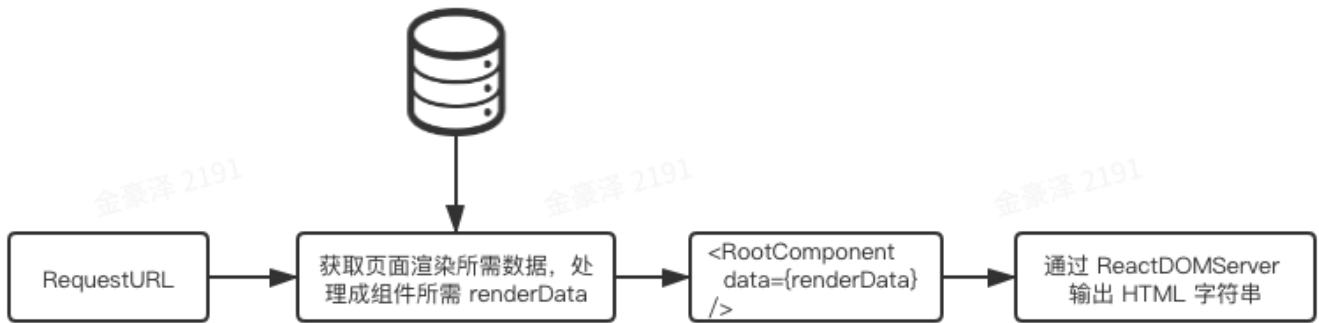 金豪泽 2191
金豪泽 2191
金豪泽 2191
RequestURL
获取页面渲染所需数据，处
理成组件所需 renderData
<RootComponent
data={renderData}
/>
通过 ReactDOMServer
输出 HTML 字符串